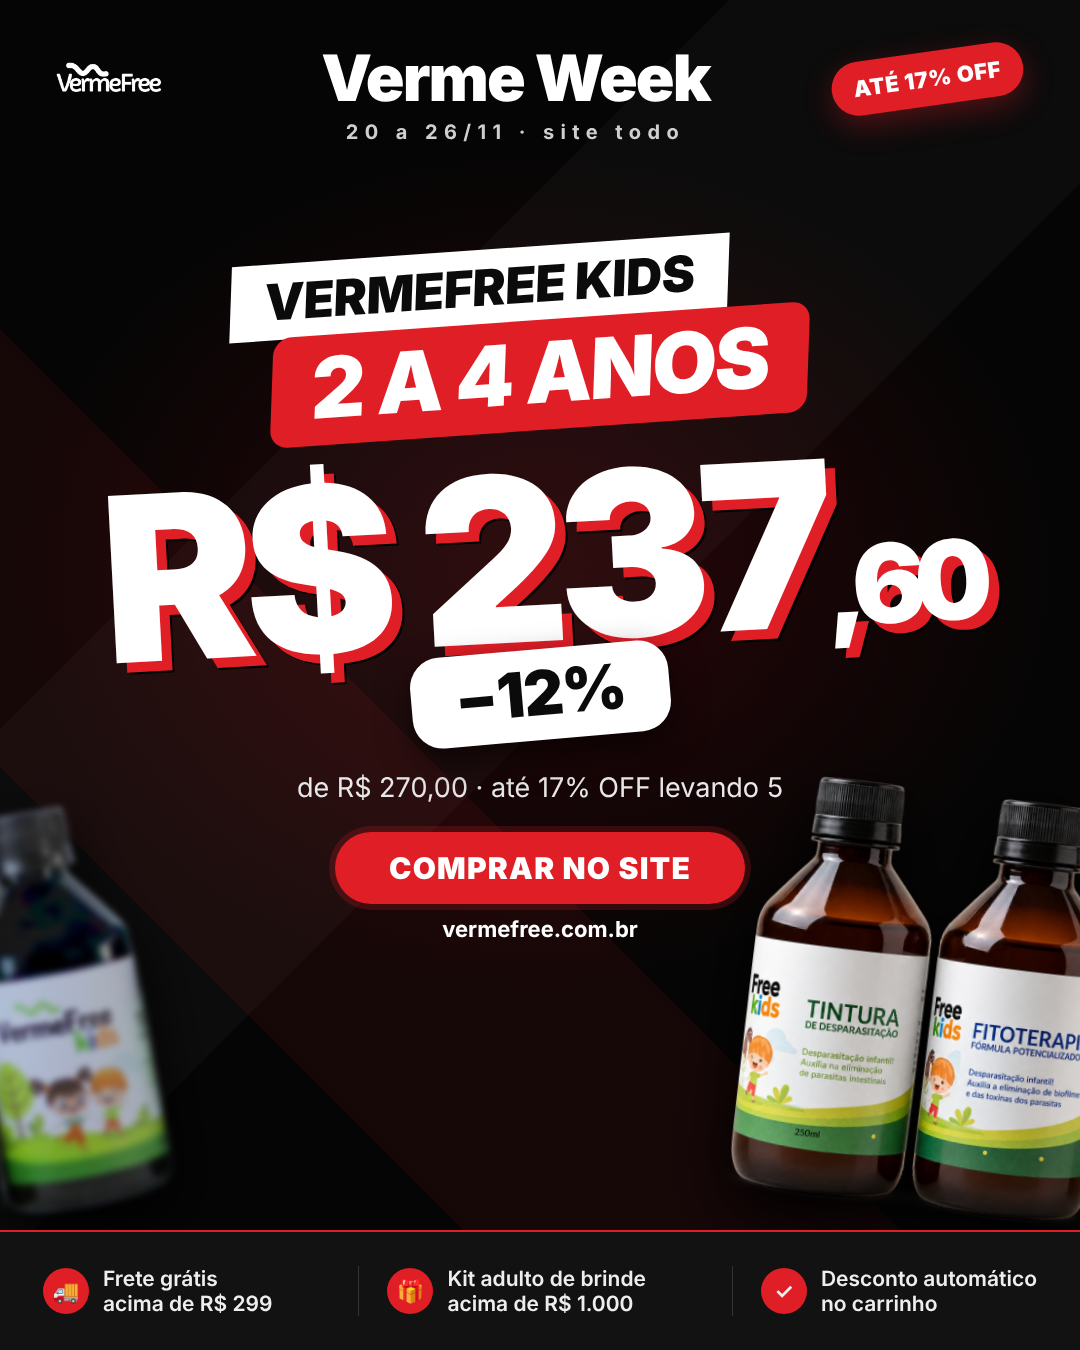 VermeFree
Verme Week
20 a 26/11 · site todo
ATÉ 17% OFF
VERMEFREE KIDS
2 A 4 ANOS
R$ 237,60
–12%
de R$ 270,00 · até 17% OFF levando 5
COMPRAR NO SITE
vermefree.com.br
VermeFree
kids
Free
kids
TINTURA
DE DESPARASITAÇÃO
Desparasitação infantil!
Auxilia na eliminação
de parasitas intestinais
250ml
Free
kids
FITOTERAPI
FÓRMULA POTENCIALIZADO
Desparasitação infantil!
Auxilia a eliminação de biofilme
e das toxinas dos parasitas
Frete grátis
acima de R$ 299
Kit adulto de brinde
acima de R$ 1.000
Desconto automático
no carrinho